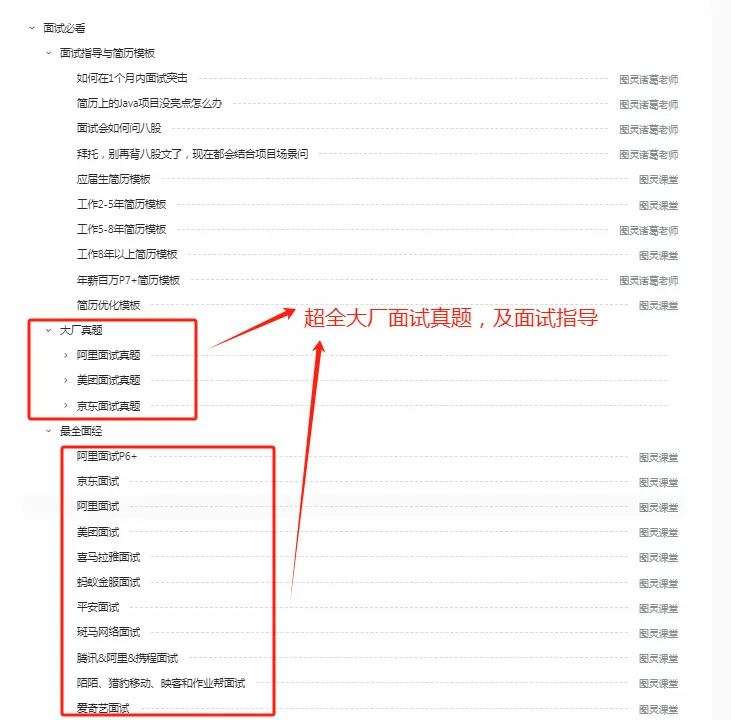 面试必看
面试指导与简历模板
如何在1个月内面试突击 图灵诸葛老师
简历上的Java项目没亮点怎么办 图灵诸葛老师
面试会如何问八股 图灵诸葛老师
拜托，别再背八股文了，现在都会结合项目场景问 图灵诸葛老师
应届生简历模板 图灵课堂
工作2-5年简历模板 图灵课堂
工作5-8年简历模板 图灵诸葛老师
工作8年以上简历模板 图灵课堂
年薪百万P7+简历模板 图灵诸葛老师
简历优化模板 图灵课堂
超全大厂面试真题，及面试指导
大厂真题
阿里面试真题
美团面试真题
京东面试真题
最全面经
阿里面试P6+ 图灵课堂
京东面试 图灵课堂
阿里面试 图灵课堂
美团面试 图灵课堂
喜马拉雅面试 图灵课堂
蚂蚁金服面试 图灵课堂
平安面试 图灵课堂
斑马网络面试 图灵课堂
腾讯&阿里&携程面试 图灵课堂
陌陌、猎豹移动、映客和作业帮面试 图灵课堂
爱奇艺面试 图灵课堂